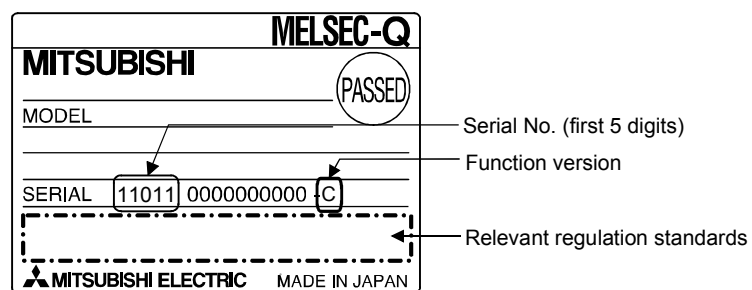 MELSEC-Q
MITSUBISHI
PASSED
MODEL
Serial No. (first 5 digits)
Function version
SERIAL 11011 0000000000 -C
Relevant regulation standards
MITSUBISHI ELECTRIC MADE IN JAPAN